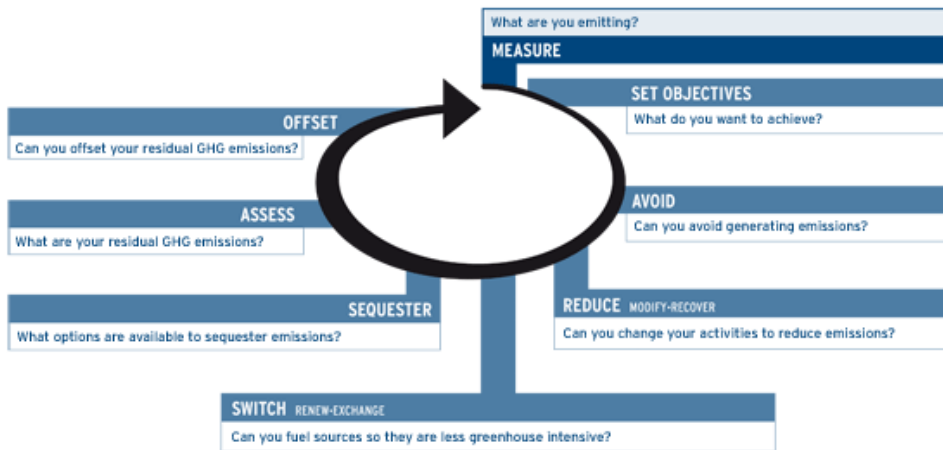 What are you emitting?
MEASURE
SET OBJECTIVES
What do you want to achieve?
AVOID
Can you avoid generating emissions?
REDUCE MODIFY-RECOVER
Can you change your activities to reduce emissions?
SWITCH RENEW-EXCHANGE
Can you fuel sources so they are less greenhouse intensive?
SEQUESTER
What options are available to sequester emissions?
ASSESS
What are your residual GHG emissions?
OFFSET
Can you offset your residual GHG emissions?